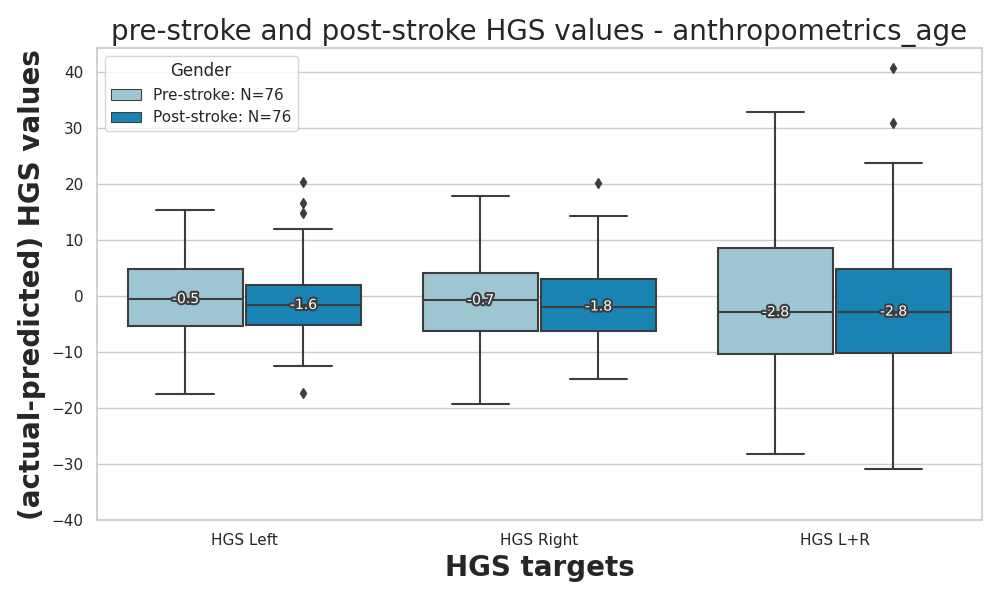 pre-stroke and post-stroke HGS values - anthropometrics_age
(actual-predicted) HGS values
40
30
20
10
0
−10
−20
−30
−40
Gender
Pre-stroke: N=76
Post-stroke: N=76
-0.5
-1.6
-0.7
-1.8
-2.8
-2.8
HGS Left
HGS Right
HGS L+R
HGS targets